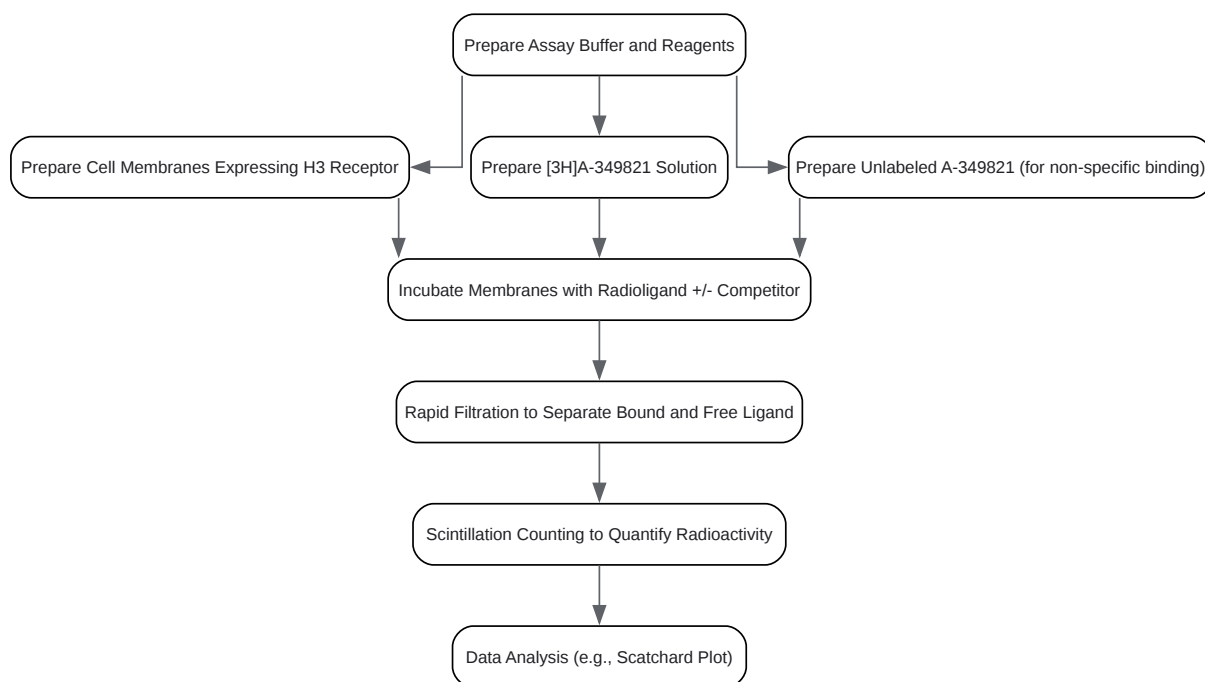 Prepare Assay Buffer and Reagents
Prepare Cell Membranes Expressing H3 Receptor
Prepare [3H]A-349821 Solution
Prepare Unlabeled A-349821 (for non-specific binding)
Incubate Membranes with Radioligand +/- Competitor
Rapid Filtration to Separate Bound and Free Ligand
Scintillation Counting to Quantify Radioactivity
Data Analysis (e.g., Scatchard Plot)